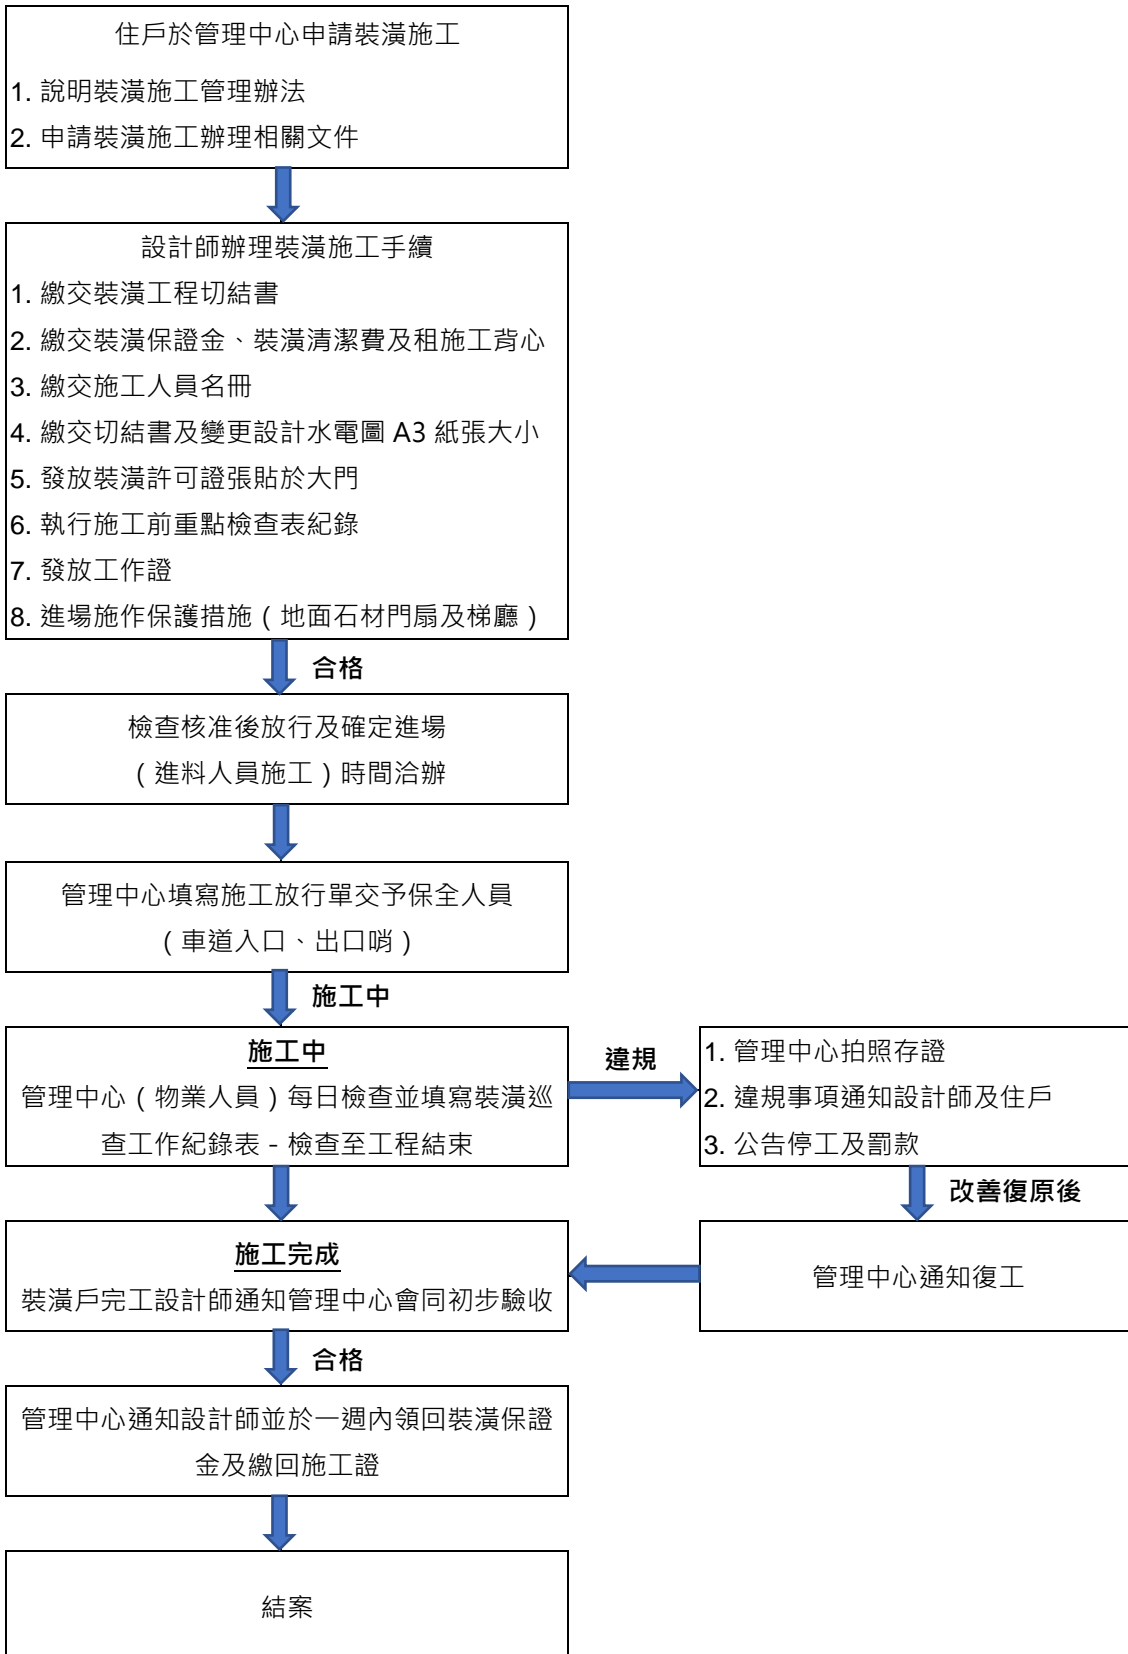 住戶於管理中心申請裝潢施工
1. 說明裝潢施工管理辦法
2. 申請裝潢施工辦理相關文件
設計師辦理裝潢施工手續
1. 繳交裝潢工程切結書
2. 繳交裝潢保證金、裝潢清潔費及租施工背心
3. 繳交施工人員名冊
4. 繳交切結書及變更設計水電圖 A3 紙張大小
5. 發放裝潢許可證張貼於大門
6. 執行施工前重點檢查表紀錄
7. 發放工作證
8. 進場施作保護措施（地面石材門扇及梯廳）
合格
檢查核准後放行及確定進場
（進料人員施工）時間洽辦
管理中心填寫施工放行單交予保全人員
（車道入口、出口哨）
施工中
施工中
管理中心（物業人員）每日檢查並填寫裝潢巡
查工作紀錄表－檢查至工程結束
違規
1. 管理中心拍照存證
2. 違規事項通知設計師及住戶
3. 公告停工及罰款
改善復原後
施工完成
裝潢戶完工設計師通知管理中心會同初步驗收
管理中心通知復工
合格
管理中心通知設計師並於一週內領回裝潢保證
金及繳回施工證
結案